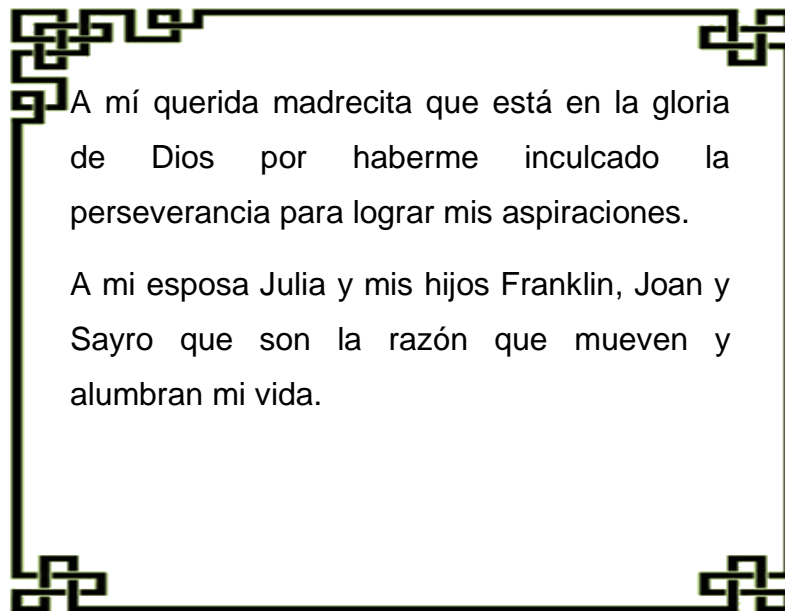 A mí querida madrecita que está en la gloria
de Dios por haberme inculcado la
perseverancia para lograr mis aspiraciones.
A mi esposa Julia y mis hijos Franklin, Joan y
Sayro que son la razón que mueven y
alumbran mi vida.